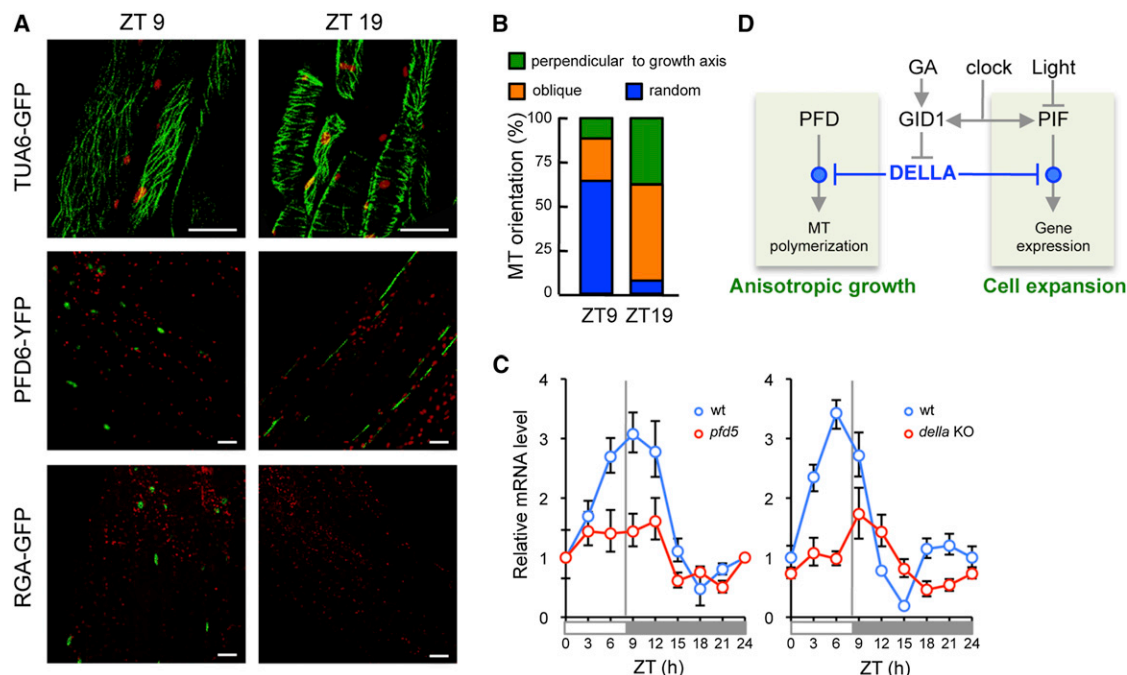 A
ZT 9
ZT 19
TUA6-GFP
PFD6-YFP
RGA-GFP
B
perpendicular to growth axis
oblique
random
MT orientation (%)
100
75
50
25
0
ZT9
ZT19
C
Relative mRNA level
4
3
2
1
0
wt
pfd5
0 3 6 9 12 15 18 21 24
ZT (h)
4
3
2
1
0
wt
della KO
0 3 6 9 12 15 18 21 24
ZT (h)
D
GA
clock
Light
PFD
GID1
PIF
DELLA
MT
polymerization
Gene
expression
Anisotropic growth
Cell expansion